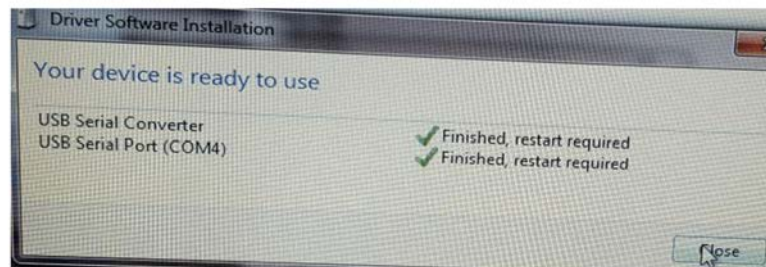 Driver Software Installation
Your device is ready to use
USB Serial Converter
Finished, restart required
USB Serial Port (COM4)
Finished, restart required
Close